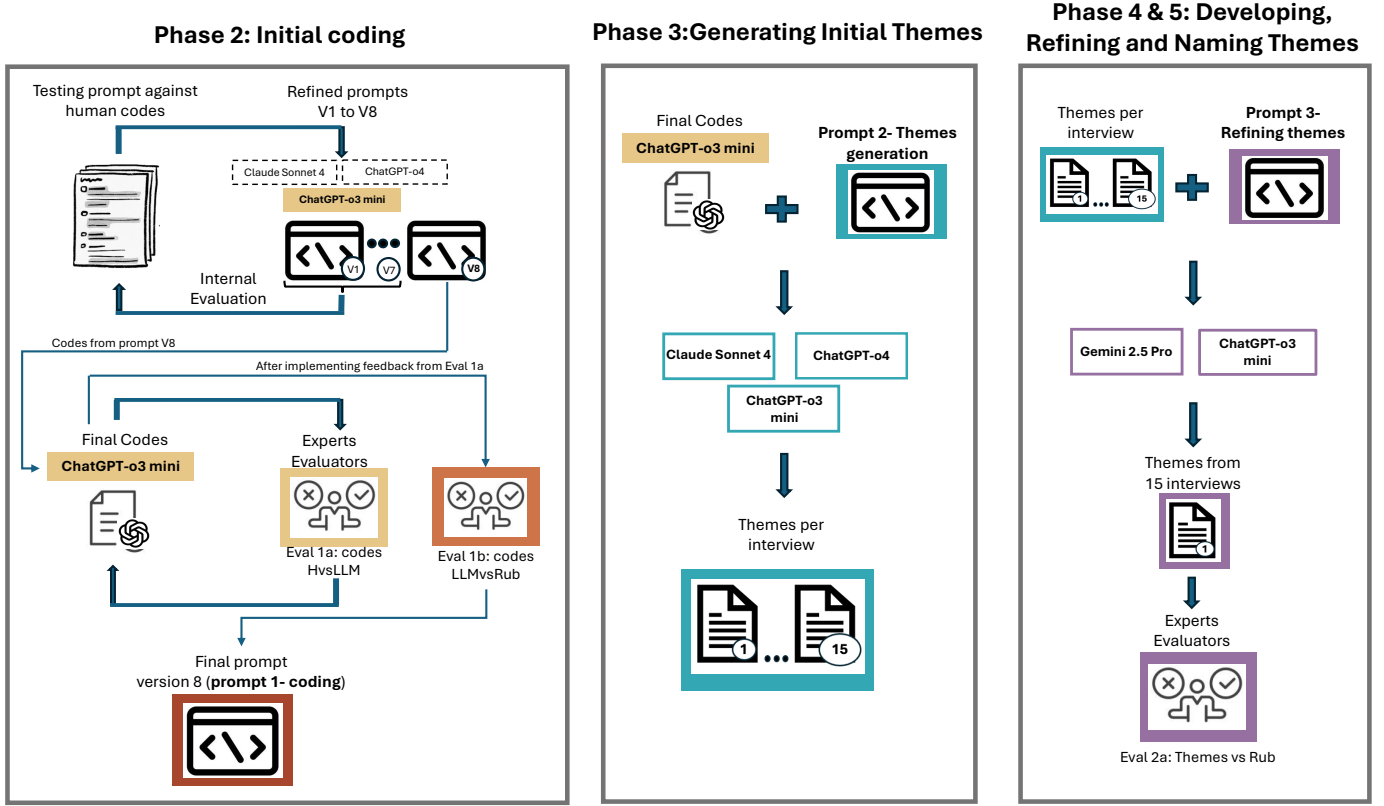 Phase 2: Initial coding
Testing prompt against
human codes
Refined prompts
V1 to V8
Claude Sonnet 4
ChatGPT-o4
ChatGPT-o3 mini
V1
V7
V8
Internal
Evaluation
Codes from prompt V8
After implementing feedback from Eval 1a
Final Codes
ChatGPT-o3 mini
Experts
Evaluators
Eval 1a: codes
HvsLLM
Eval 1b: codes
LLMvsRub
Final prompt
version 8 (prompt 1- coding)
Phase 3:Generating Initial Themes
Final Codes
ChatGPT-o3 mini
Prompt 2- Themes
generation
Claude Sonnet 4
ChatGPT-o4
ChatGPT-o3
mini
Themes per
interview
1
...
15
Phase 4 & 5: Developing,
Refining and Naming Themes
Themes per
interview
1
...
15
Prompt 3-
Refining themes
Gemini 2.5 Pro
ChatGPT-o3
mini
Themes from
15 interviews
1
Experts
Evaluators
Eval 2a: Themes vs Rub